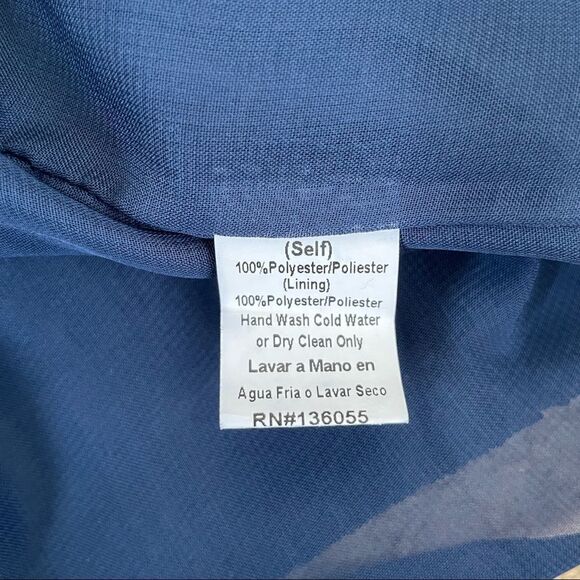 (Self)
100%Polyester/Poliester
(Lining)
100%Polyester/Poliester
Hand Wash Cold Water
or Dry Clean Only
Lavar a Mano en
Agua Fria o Lavar Seco
RN#136055